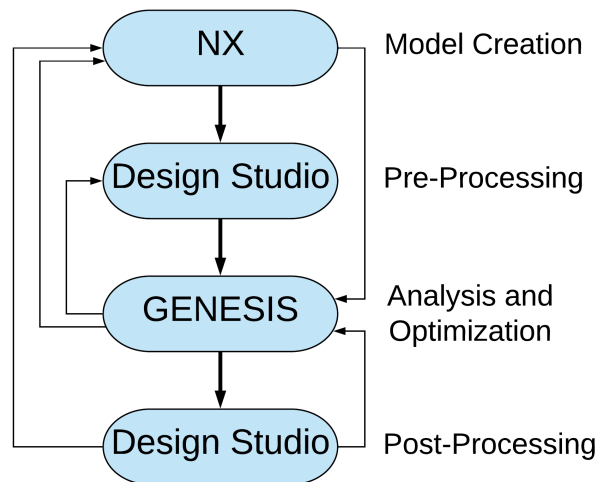 NX
Model Creation
Design Studio
Pre-Processing
GENESIS
Analysis and
Optimization
Design Studio
Post-Processing